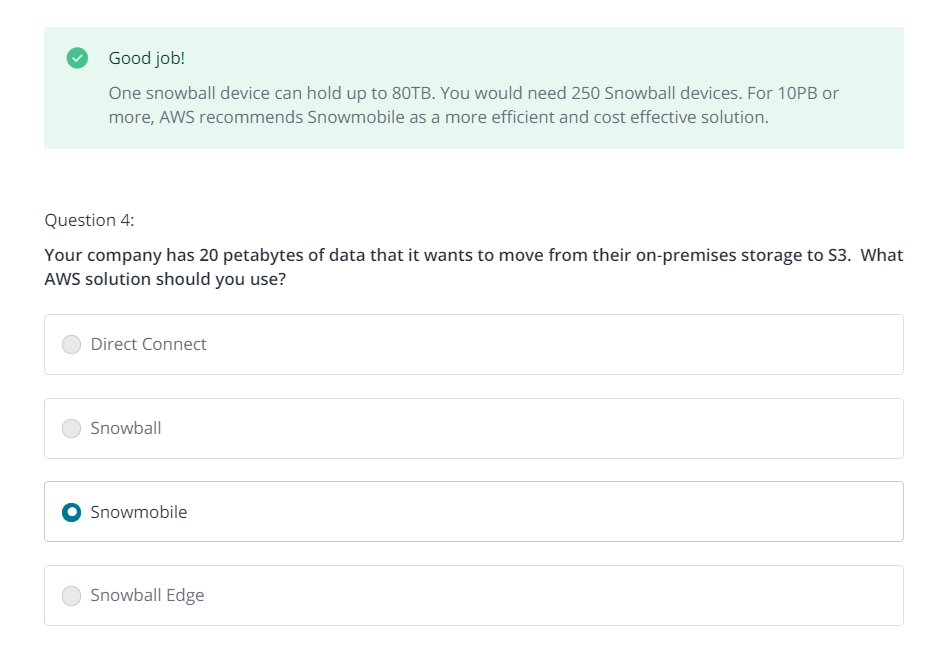 Good job!
One snowball device can hold up to 80TB. You would need 250 Snowball devices. For 10PB or
more, AWS recommends Snowmobile as a more efficient and cost effective solution.
Question 4:
Your company has 20 petabytes of data that it wants to move from their on-premises storage to S3.  What
AWS solution should you use?
Direct Connect
Snowball
Snowmobile
Snowball Edge